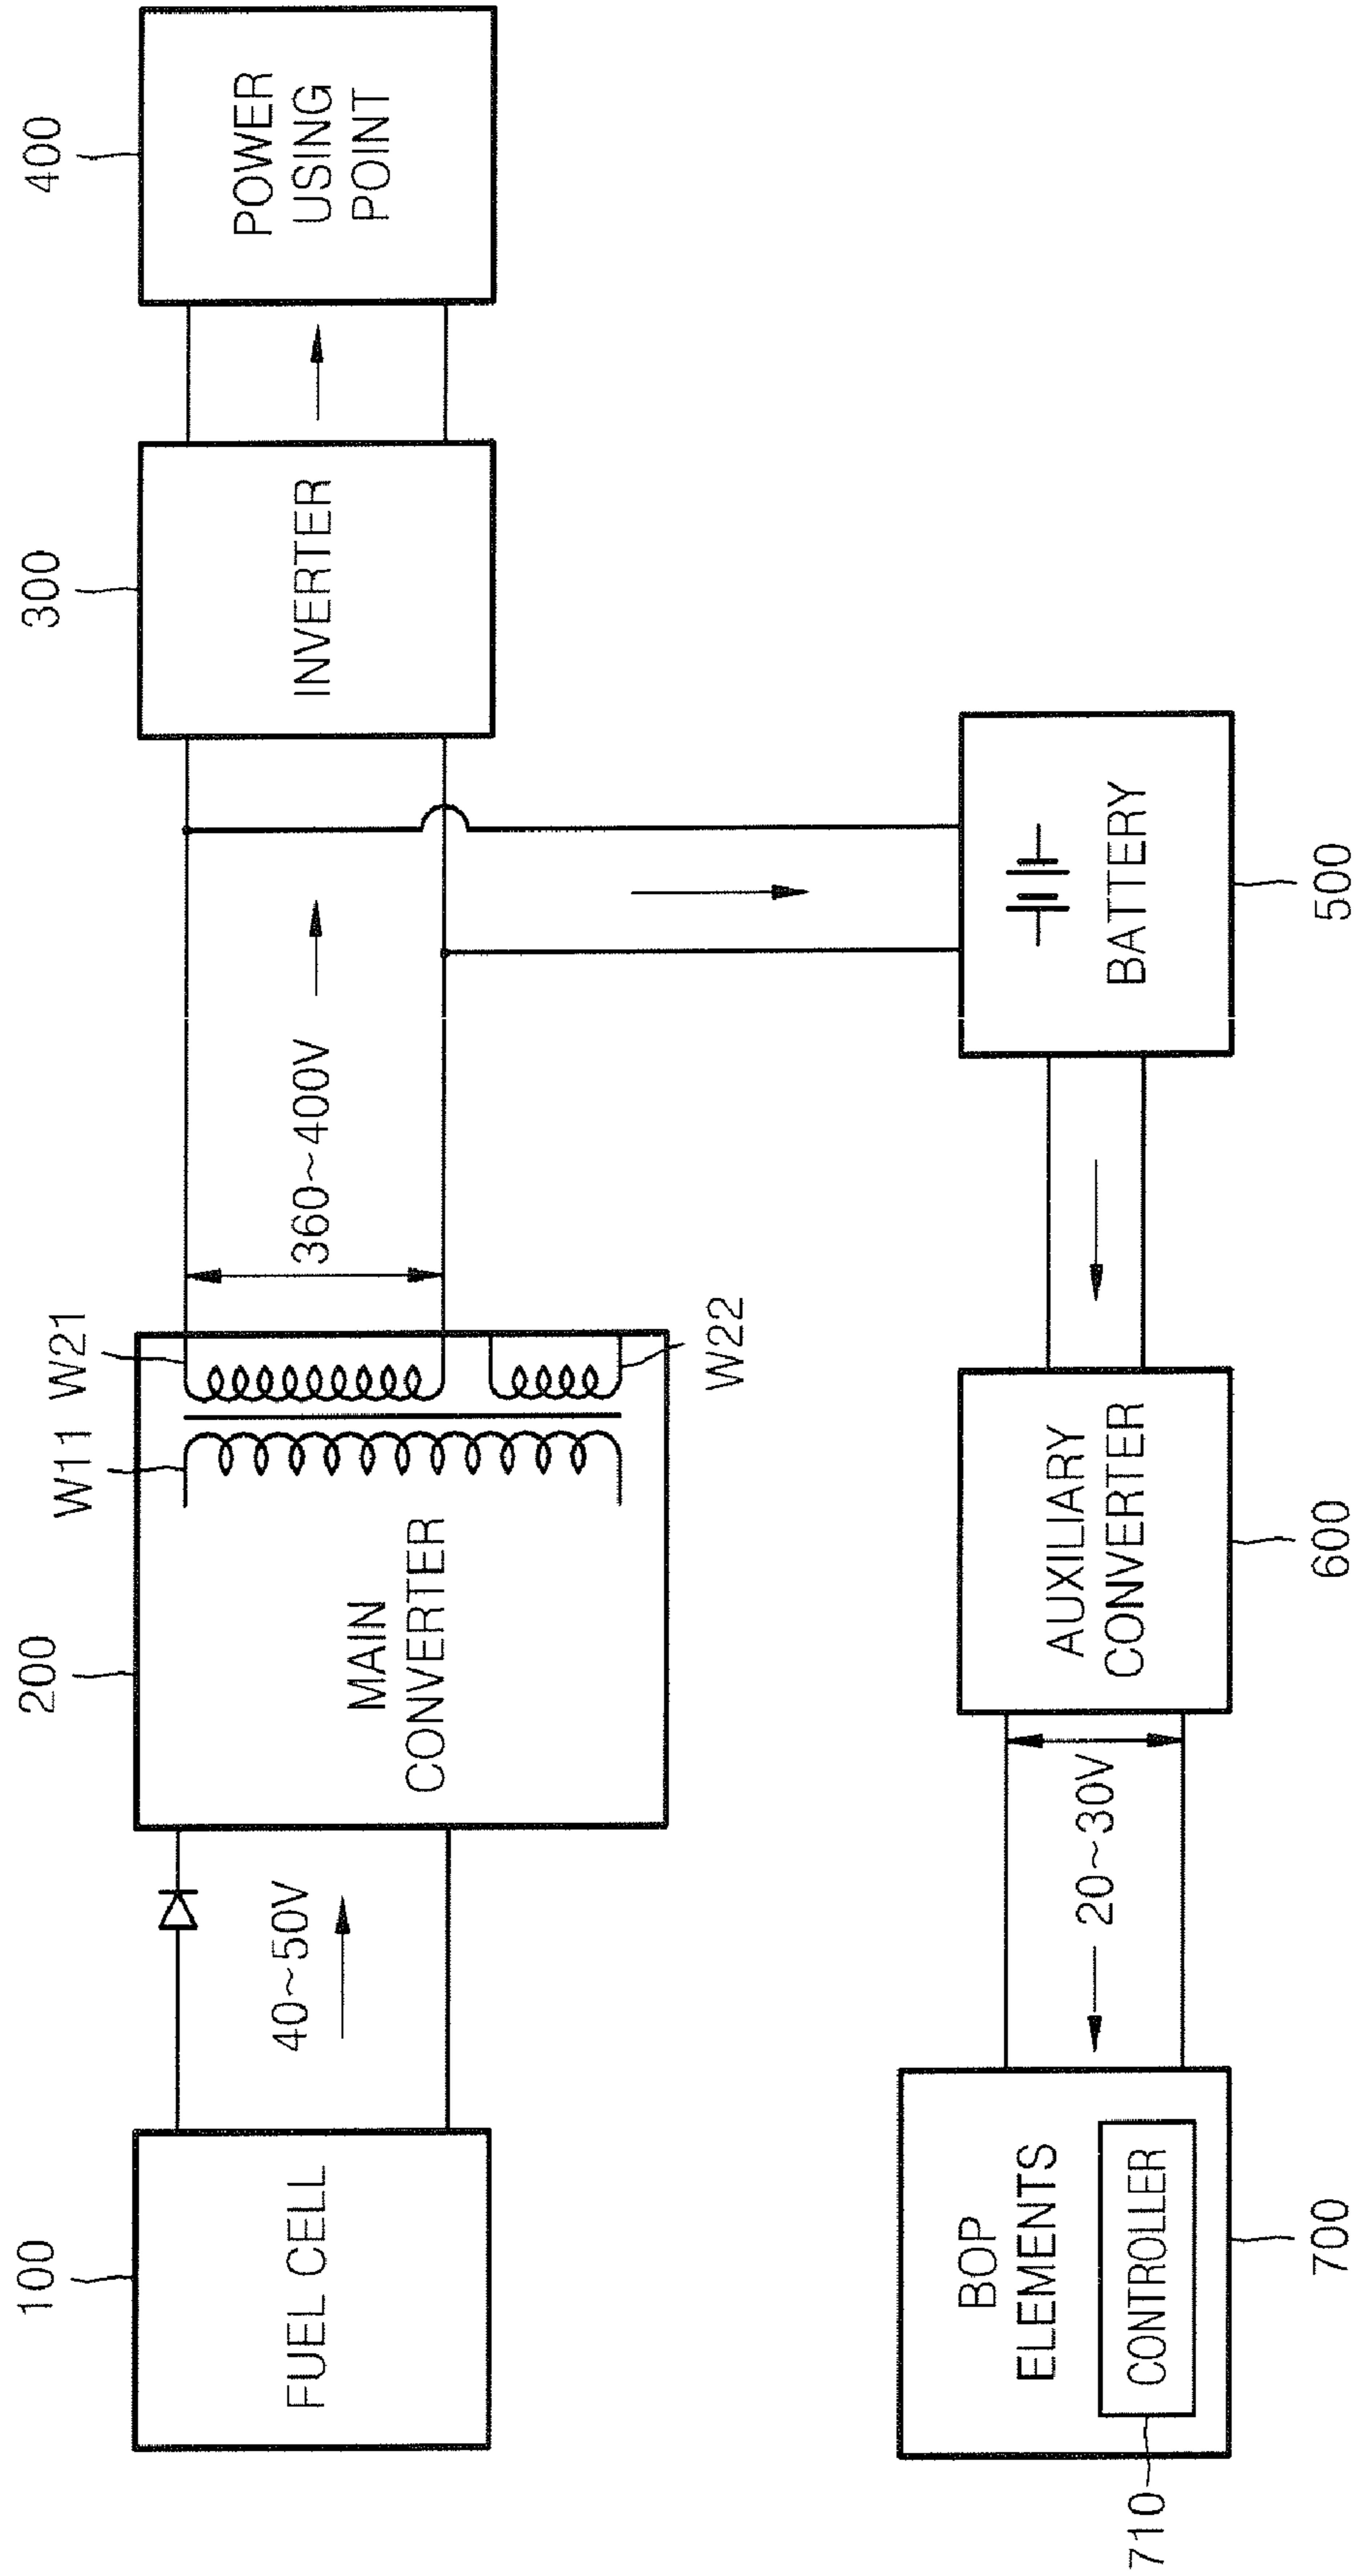 100
FUEL CELL
40~50V
200
MAIN
CONVERTER
W11
W21
W22
360~400V
300
INVERTER
400
POWER
USING
POINT
710
BOP
ELEMENTS
CONTROLLER
700
20~30V
AUXILIARY
CONVERTER
600
BATTERY
500